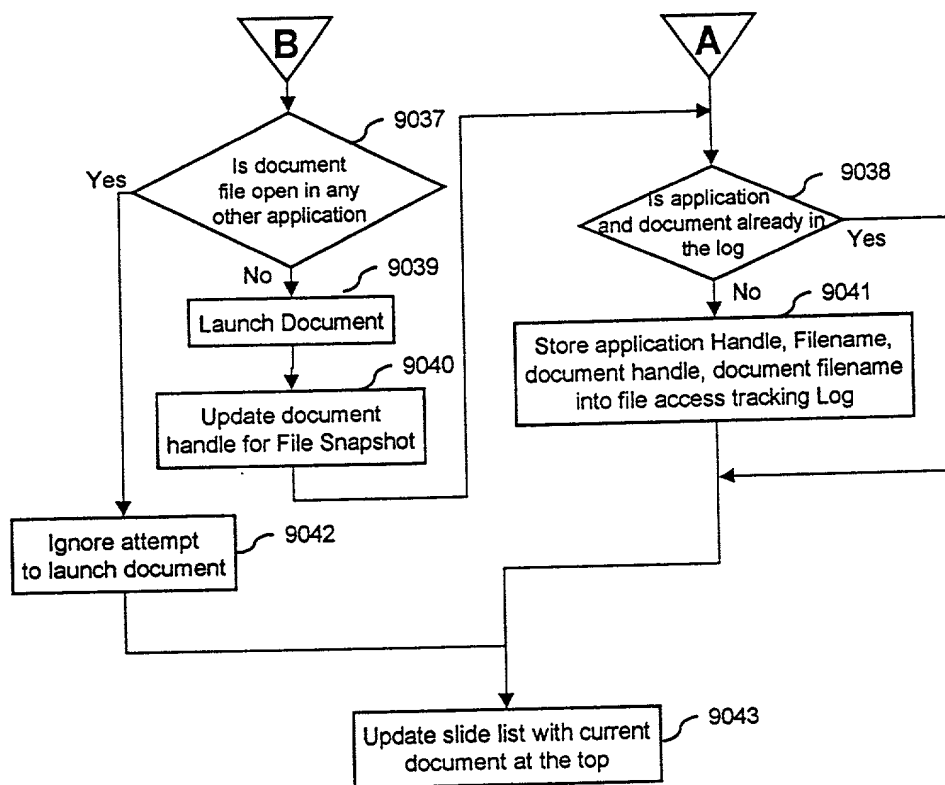 B
A
9037
Is document
file open in any
other application
Yes
No
9038
Is application
and document already in
the log
Yes
No
9039
Launch Document
9040
Update document
handle for File Snapshot
9041
Store application Handle, Filename,
document handle, document filename
into file access tracking Log
Ignore attempt
to launch document
9042
Update slide list with current
document at the top
9043